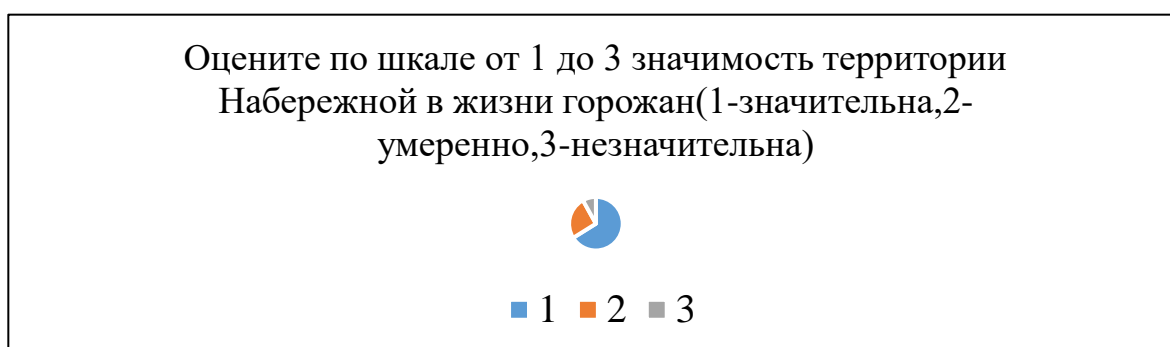 Оцените по шкале от 1 до 3 значимость территории
Набережной в жизни горожан(1-значительна,2-
умеренно,3-незначительна)
1 2 3